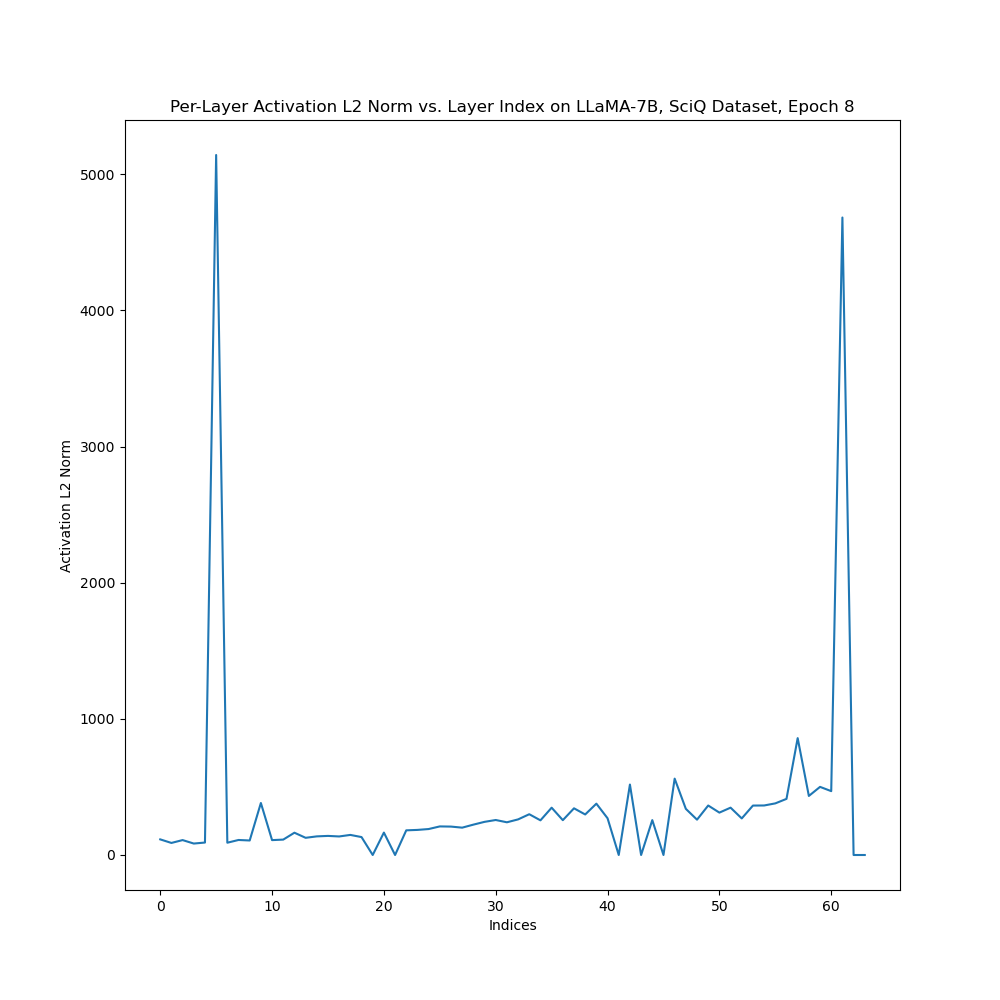 Per-Layer Activation L2 Norm vs. Layer Index on LLaMA-7B, SciQ Dataset, Epoch 8
5000
4000
3000
2000
1000
0
Activation L2 Norm
0 10 20 30 40 50 60
Indices